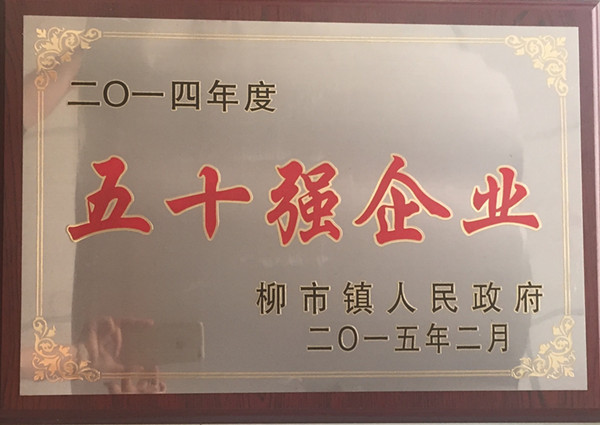 二〇一四年度
五十强企业
柳市镇人民政府
二〇一五年二月